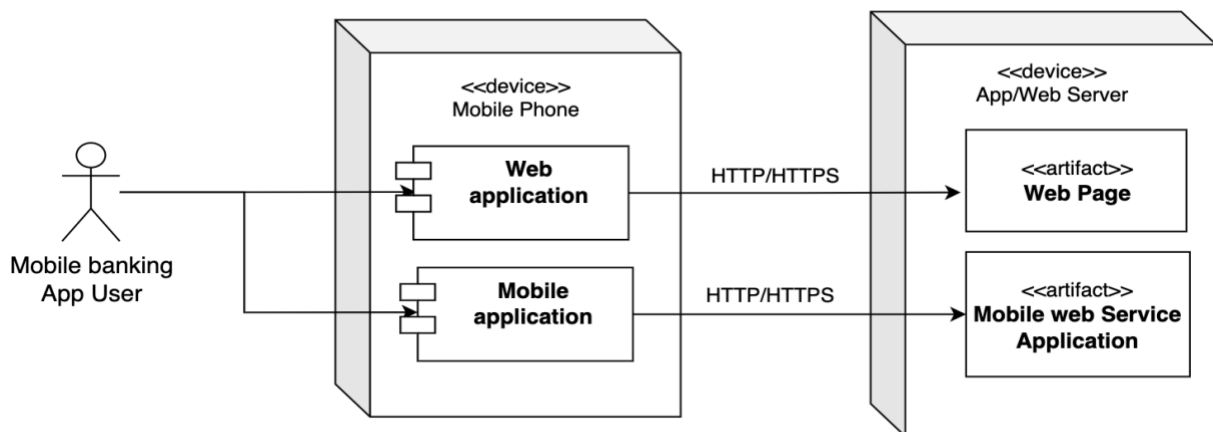 <<device>>
Mobile Phone
Web
application
Mobile
application
Mobile banking
App User
HTTP/HTTPS
HTTP/HTTPS
<<device>>
App/Web Server
<<artifact>>
Web Page
<<artifact>>
Mobile web Service
Application